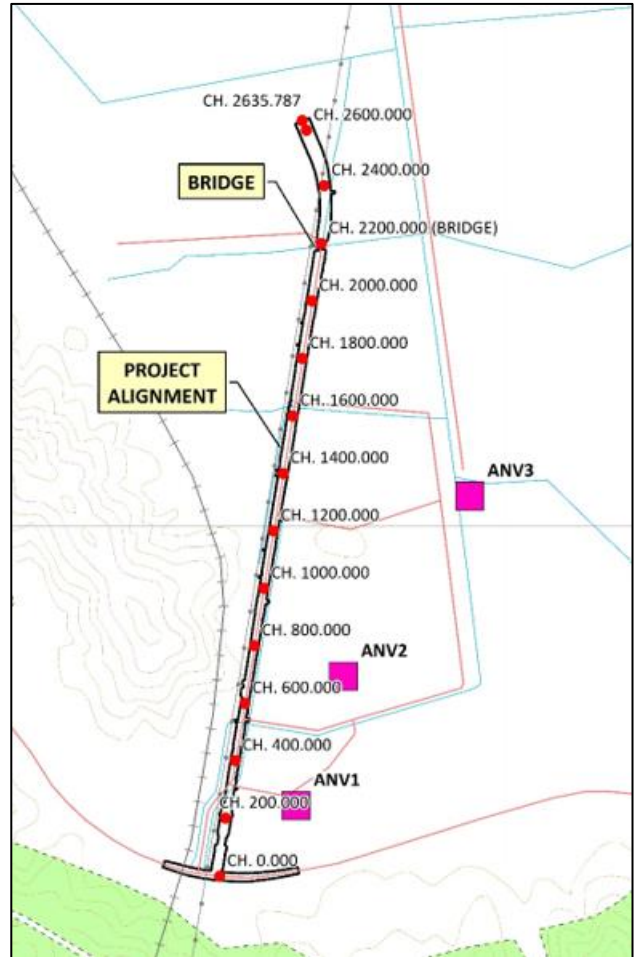 CH. 2635.787
CH. 2600.000
CH. 2400.000
BRIDGE
CH. 2200.000 (BRIDGE)
CH. 2000.000
CH. 1800.000
PROJECT
ALIGNMENT
CH. 1600.000
CH. 1400.000
ANV3
CH. 1200.000
CH. 1000.000
CH. 800.000
ANV2
CH. 600.000
CH. 400.000
ANV1
CH. 200.000
CH. 0.000